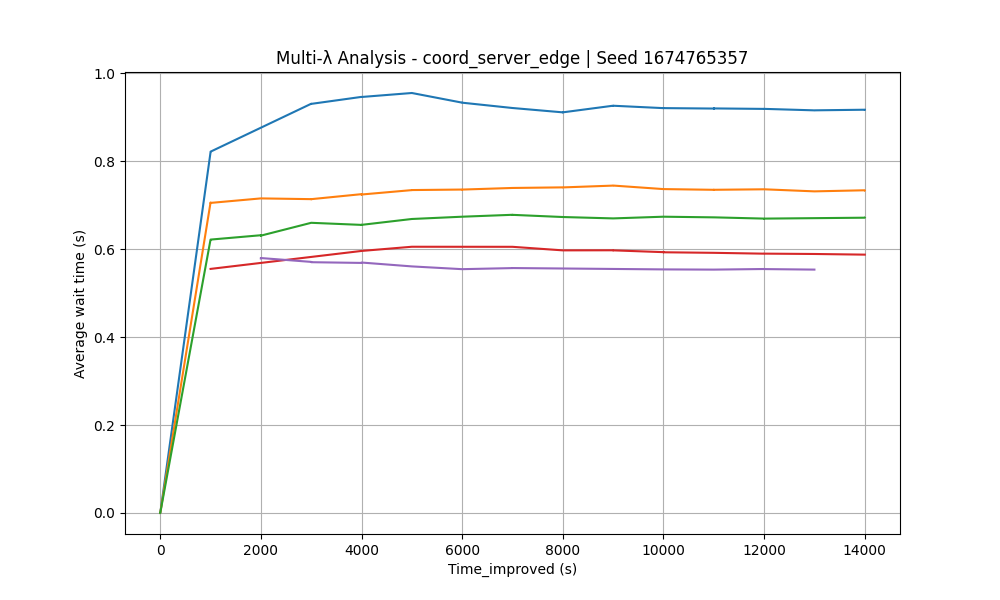 Multi-λ Analysis - coord_server_edge | Seed 1674765357
1.0
0.8
0.6
0.4
0.2
0.0
Average wait time (s)
0 2000 4000 6000 8000 10000 12000 14000
Time_improved (s)